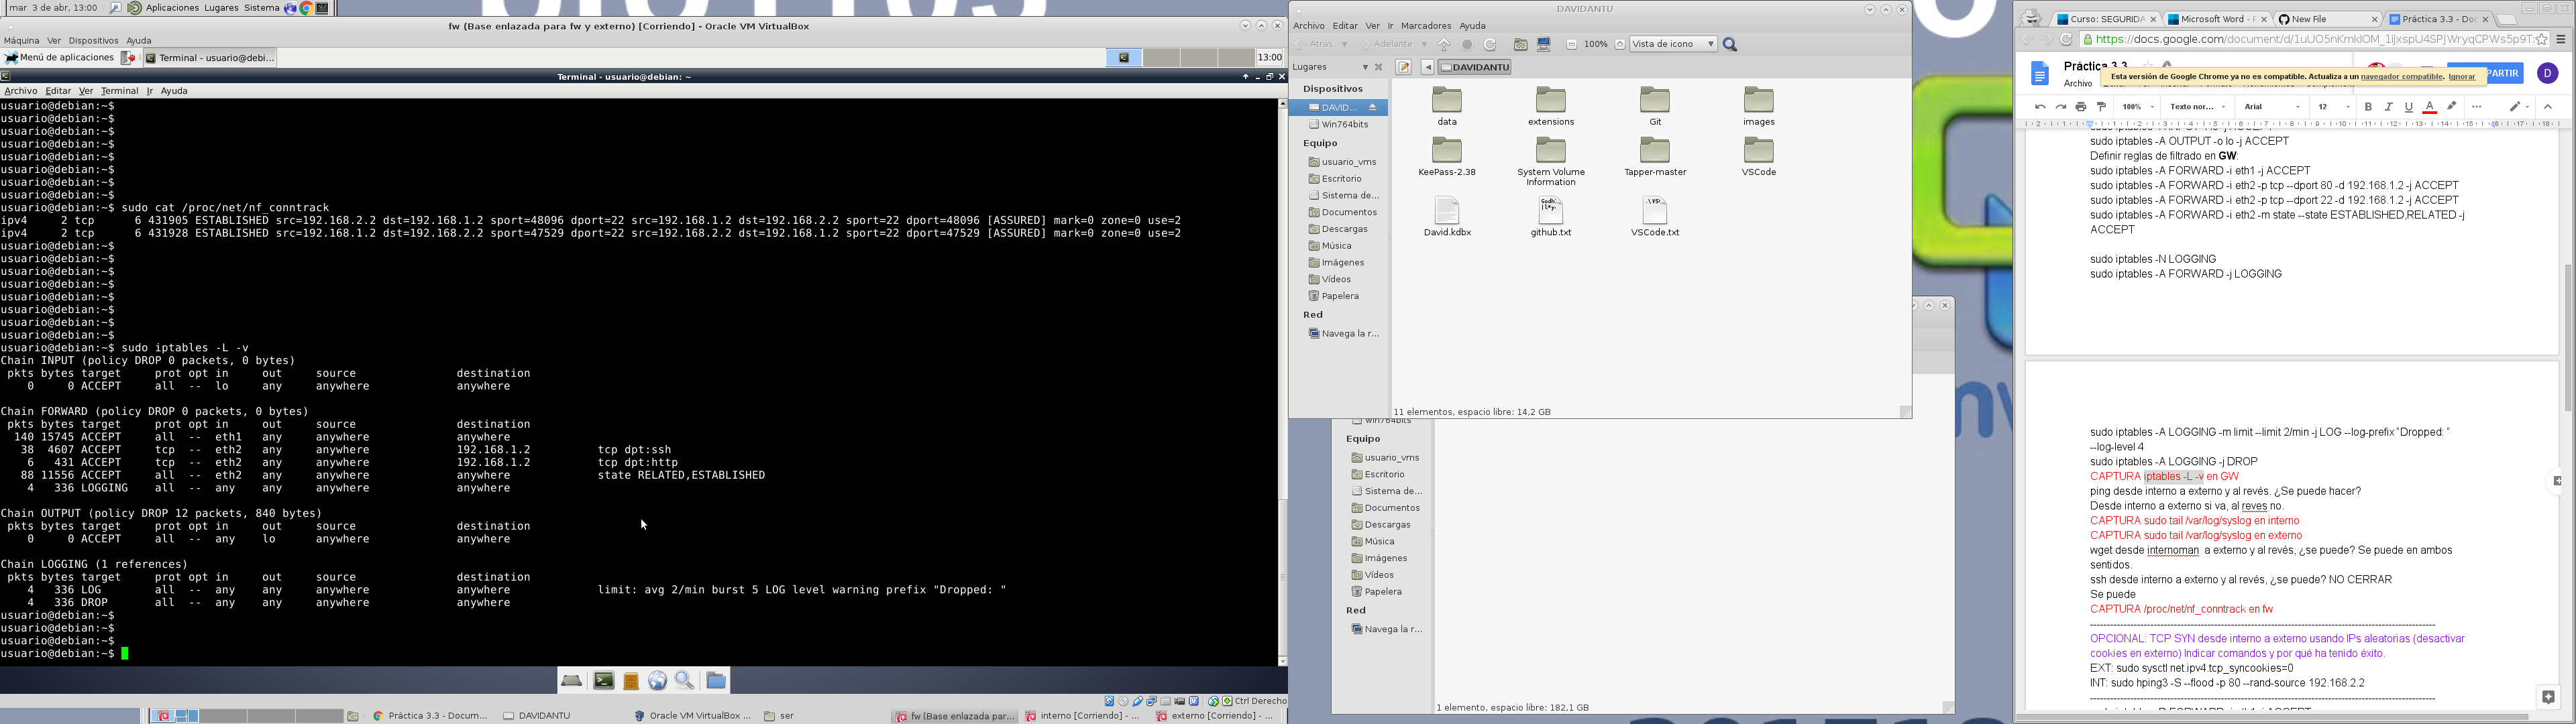 mar 3 de abr, 13:00
Aplicaciones Lugares Sistema
fw (Base enlazada para fw y externo) [Corriendo] - Oracle VM VirtualBox
Máquina Ver Dispositivos Ayuda
Menú de aplicaciones
Terminal - usuario@debi...
13:00
Terminal - usuario@debian: ~
Archivo Editar Ver Terminal Ir Ayuda
usuario@debian:~$
usuario@debian:~$
usuario@debian:~$
usuario@debian:~$
usuario@debian:~$
usuario@debian:~$
usuario@debian:~$
usuario@debian:~$
usuario@debian:~$ sudo cat /proc/net/nf_conntrack
ipv4 2 tcp 6 431905 ESTABLISHED src=192.168.2.2 dst=192.168.1.2 sport=48096 dport=22 src=192.168.1.2 dst=192.168.2.2 sport=22 dport=48096 [ASSURED] mark=0 zone=0 use=2
ipv4 2 tcp 6 431928 ESTABLISHED src=192.168.1.2 dst=192.168.2.2 sport=47529 dport=22 src=192.168.2.2 dst=192.168.1.2 sport=22 dport=47529 [ASSURED] mark=0 zone=0 use=2
usuario@debian:~$
usuario@debian:~$
usuario@debian:~$
usuario@debian:~$
usuario@debian:~$
usuario@debian:~$
usuario@debian:~$
usuario@debian:~$
usuario@debian:~$ sudo iptables -L -v
Chain INPUT (policy DROP 0 packets, 0 bytes)
pkts bytes target prot opt in out source destination
0 0 ACCEPT all -- lo any anywhere anywhere
Chain FORWARD (policy DROP 0 packets, 0 bytes)
pkts bytes target prot opt in out source destination
140 15745 ACCEPT all -- eth1 any anywhere anywhere
38 4607 ACCEPT tcp -- eth2 any anywhere 192.168.1.2 tcp dpt:ssh
6 431 ACCEPT tcp -- eth2 any anywhere 192.168.1.2 tcp dpt:http
88 11556 ACCEPT all -- eth2 any anywhere anywhere state RELATED,ESTABLISHED
4 336 LOGGING all -- any any anywhere anywhere
Chain OUTPUT (policy DROP 12 packets, 840 bytes)
pkts bytes target prot opt in out source destination
0 0 ACCEPT all -- any lo anywhere anywhere
Chain LOGGING (1 references)
pkts bytes target prot opt in out source destination
4 336 LOG all -- any any anywhere anywhere limit: avg 2/min burst 5 LOG level warning prefix "Dropped: "
4 336 DROP all -- any any anywhere anywhere
usuario@debian:~$
usuario@debian:~$
usuario@debian:~$
usuario@debian:~$
Ctrl Derecho
Práctica 3.3 - Docum...
DAVIDANTU
Oracle VM VirtualBox ...
ser
fw (Base enlazada par...
interno [Corriendo] - ...
externo [Corriendo] - ...
DAVIDANTU
Archivo Editar Ver Ir Marcadores Ayuda
Atrás Adelante 100% Vista de icono
Lugares
DAVIDANTU
Dispositivos
DAVID...
Win764bits
Equipo
usuario_vms
Escritorio
Sistema de...
Documentos
Descargas
Música
Imágenes
Vídeos
Papelera
Red
Navega la r...
data extensions Git images
KeePass-2.38 System Volume Information Tapper-master VSCode
David.kdbx github.txt VSCode.txt
11 elementos, espacio libre: 14,2 GB
Win764bits
Equipo
usuario_vms
Escritorio
Sistema de...
Documentos
Descargas
Música
Imágenes
Vídeos
Papelera
Red
Navega la r...
1 elemento, espacio libre: 182,1 GB
Curso: SEGURIDA
Microsoft Word - P
New File
Práctica 3.3 - Do
https://docs.google.com/document/d/1uUO5nKmkIOM_1ljxspU4SPJWryqCPWs5p9T
Práctica 3.3
Archivo
Esta versión de Google Chrome ya no es compatible. Actualiza a un navegador compatible. Ignorar
PARTIR
D
100% Texto nor... Arial 12
sudo iptables -A OUTPUT -o lo -j ACCEPT
Definir reglas de filtrado en GW:
sudo iptables -A FORWARD -i eth1 -j ACCEPT
sudo iptables -A FORWARD -i eth2 -p tcp --dport 80 -d 192.168.1.2 -j ACCEPT
sudo iptables -A FORWARD -i eth2 -p tcp --dport 22 -d 192.168.1.2 -j ACCEPT
sudo iptables -A FORWARD -i eth2 -m state --state ESTABLISHED,RELATED -j
ACCEPT
sudo iptables -N LOGGING
sudo iptables -A FORWARD -j LOGGING
sudo iptables -A LOGGING -m limit --limit 2/min -j LOG --log-prefix "Dropped: "
--log-level 4
sudo iptables -A LOGGING -j DROP
CAPTURA iptables -L -v en GW
ping desde interno a externo y al revés. ¿Se puede hacer?
Desde interno a externo si va, al reves no.
CAPTURA sudo tail /var/log/syslog en interno
CAPTURA sudo tail /var/log/syslog en externo
wget desde internoman a externo y al revés, ¿se puede? Se puede en ambos
sentidos.
ssh desde interno a externo y al revés, ¿se puede? NO CERRAR
Se puede
CAPTURA /proc/net/nf_conntrack en fw
OPCIONAL: TCP SYN desde interno a externo usando IPs aleatorias (desactivar
cookies en externo) Indicar comandos y por qué ha tenido éxito.
EXT: sudo sysctl net.ipv4.tcp_syncookies=0
INT: sudo hping3 -S --flood -p 80 --rand-source 192.168.2.2